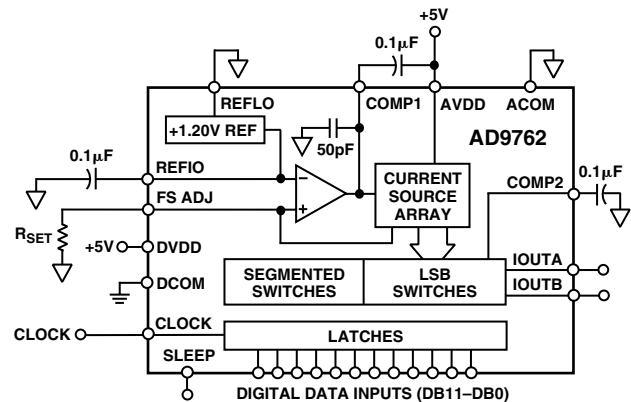 +5V
0.1µF
REFLO
COMP1
AVDD
ACOM
+1.20V REF
50pF
AD9762
0.1µF
REFIO
CURRENT
SOURCE
ARRAY
COMP2
0.1µF
FS ADJ
RSET
+5V
DVDD
DCOM
SEGMENTED
SWITCHES
LSB
SWITCHES
IOUTA
IOUTB
CLOCK
CLOCK
LATCHES
SLEEP
DIGITAL DATA INPUTS (DB11–DB0)